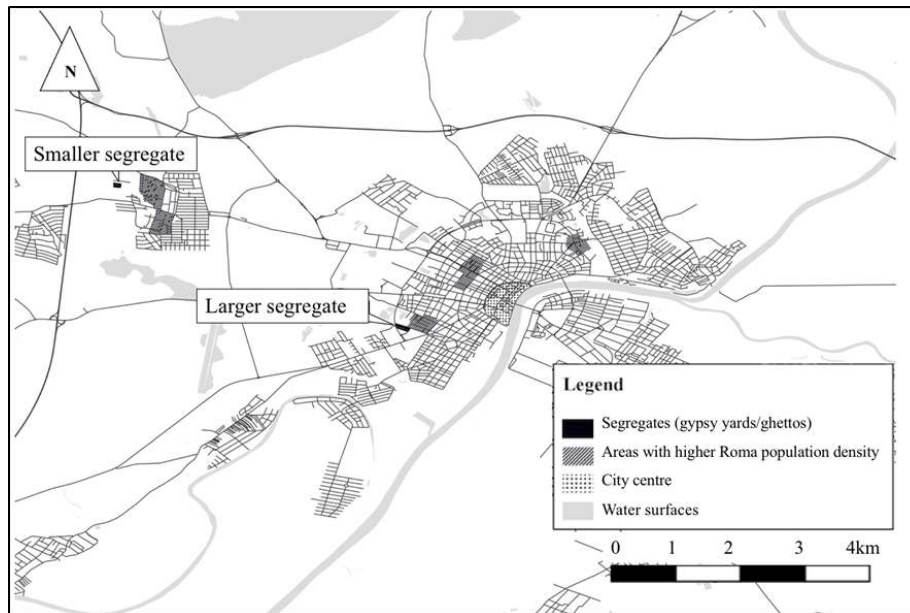 N
Smaller segregate
Larger segregate
Legend
Segregates (gypsy yards/ghettos)
Areas with higher Roma population density
City centre
Water surfaces
0 1 2 3 4km